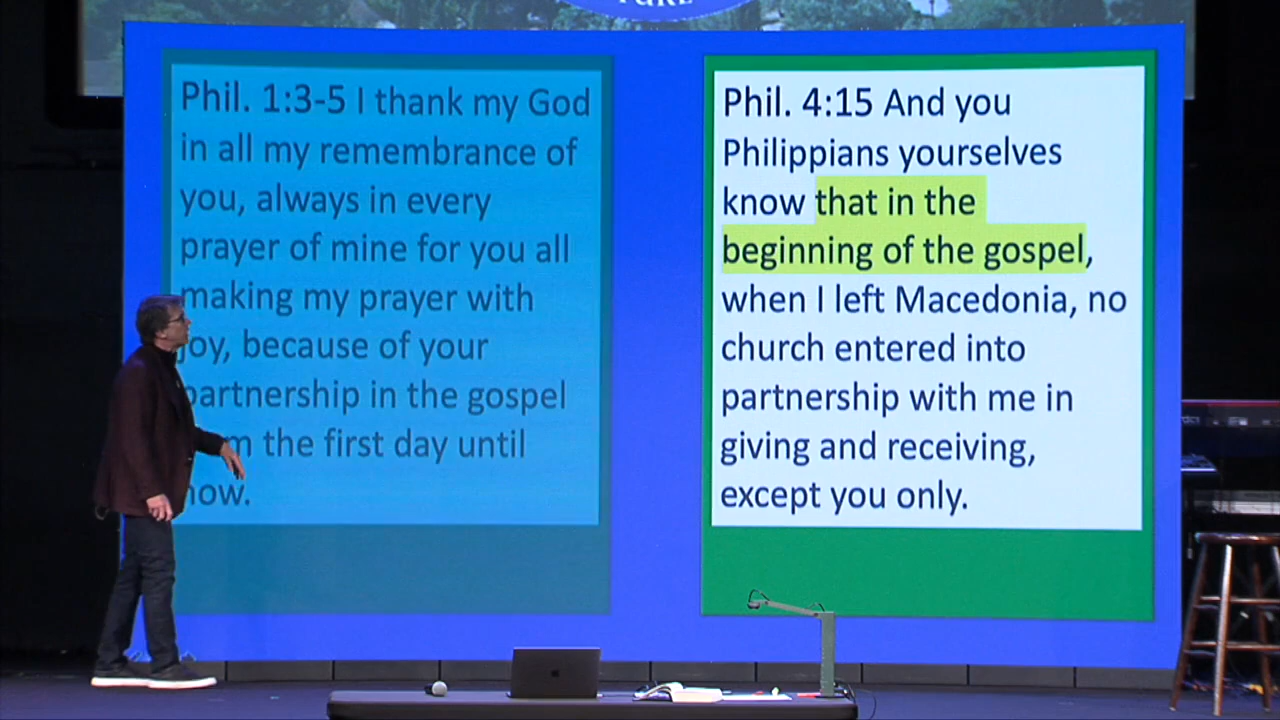 Phil. 1:3-5 I thank my God
in all my remembrance of
you, always in every
prayer of mine for you all
making my prayer with
joy, because of your
partnership in the gospel
the first day until
now.
Phil. 4:15 And you
Philippians yourselves
know that in the
beginning of the gospel,
when I left Macedonia, no
church entered into
partnership with me in
giving and receiving,
except you only.